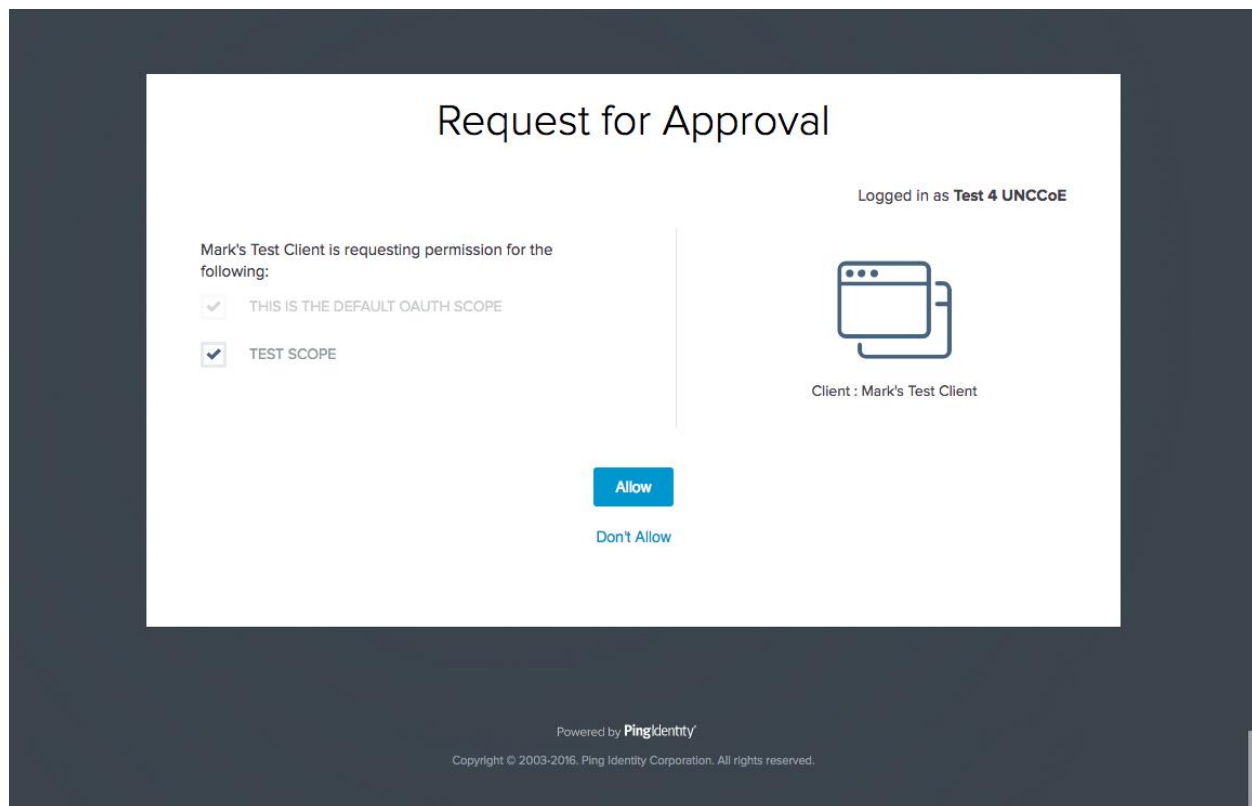 Request for Approval
Logged in as Test 4 UNCCoE
Mark's Test Client is requesting permission for the
following:
THIS IS THE DEFAULT OAUTH SCOPE
TEST SCOPE
Client : Mark's Test Client
Allow
Don't Allow
Powered by PingIdentity®
Copyright © 2003-2016. Ping Identity Corporation. All rights reserved.